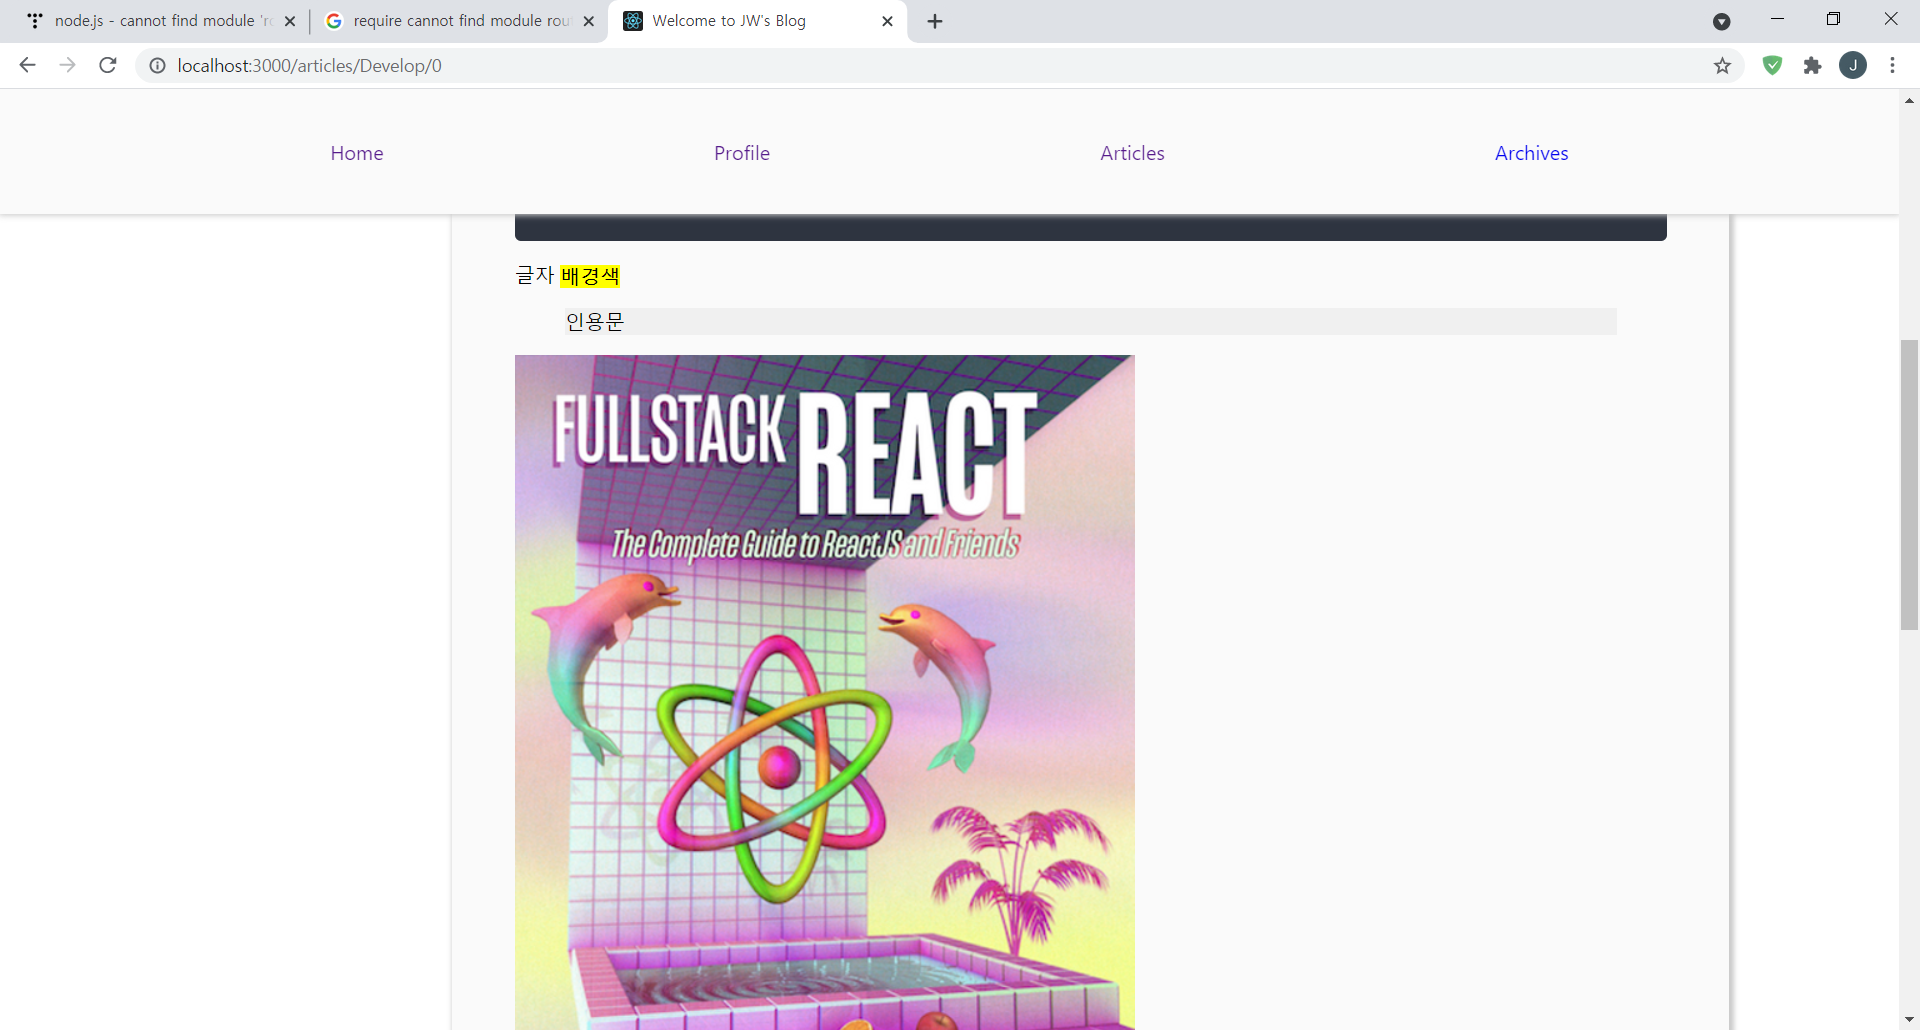 node.js - cannot find module 'r
require cannot find module rou
Welcome to JW's Blog
localhost:3000/articles/Develop/0
J
Home
Profile
Articles
Archives
글자 배경색
인용문
FULLSTACK REACT
The Complete Guide to ReactJS and Friends